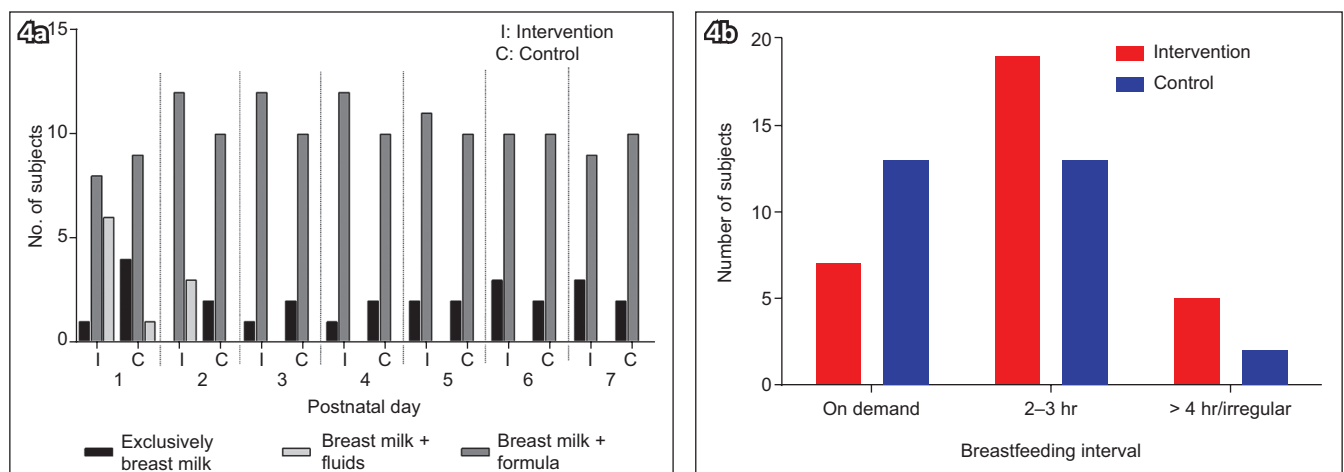 4a
15
10
5
0
No. of subjects
I: Intervention
C: Control
I C I C I C I C I C I C I C
1 2 3 4 5 6 7
Postnatal day
Exclusively
breast milk
Breast milk +
fluids
Breast milk +
formula
4b
20
15
10
5
0
Number of subjects
Intervention
Control
On demand 2–3 hr > 4 hr/irregular
Breastfeeding interval